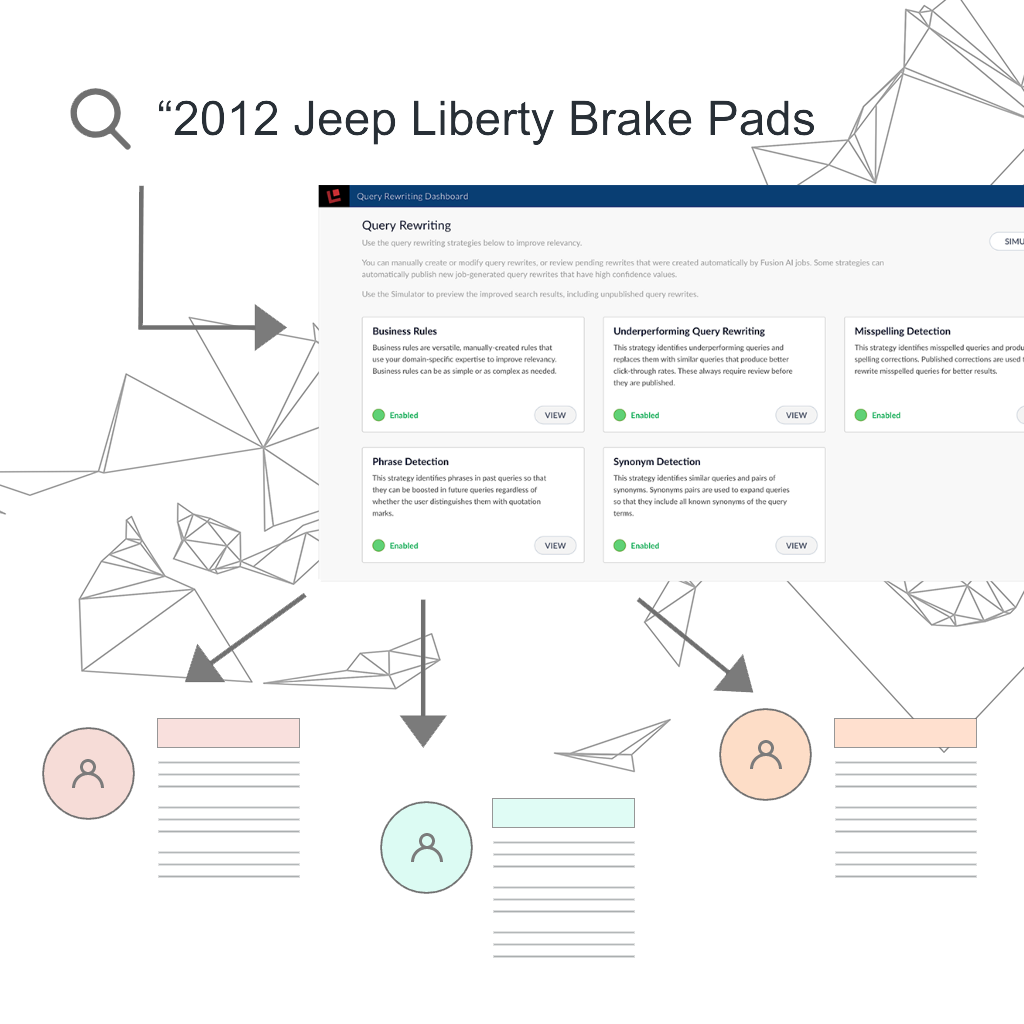 “2012 Jeep Liberty Brake Pads
Query Rewriting Dashboard
Query Rewriting
SIMU
Use the query rewriting strategies below to improve relevancy.
You can manually create or modify query rewrites, or review pending rewrites that were created automatically by Fusion AI jobs. Some strategies can
automatically publish new job-generated query rewrites that have high confidence values.
Use the Simulator to preview the improved search results, including unpublished query rewrites.
Business Rules
Business rules are versatile, manually-created rules that
use your domain-specific expertise to improve relevancy.
Business rules can be as simple or as complex as needed.
Enabled
VIEW
Underperforming Query Rewriting
This strategy identifies underperforming queries and
replaces them with similar queries that produce better
click-through rates. These always require review before
they are published.
Enabled
VIEW
Misspelling Detection
This strategy identifies misspelled queries and produ
spelling corrections. Published corrections are used t
rewrite misspelled queries for better results.
Enabled
Phrase Detection
This strategy identifies phrases in past queries so that
they can be boosted in future queries regardless of
whether the user distinguishes them with quotation
marks.
Enabled
VIEW
Synonym Detection
This strategy identifies similar queries and pairs of
synonyms. Synonyms pairs are used to expand queries
so that they include all known synonyms of the query
terms.
Enabled
VIEW